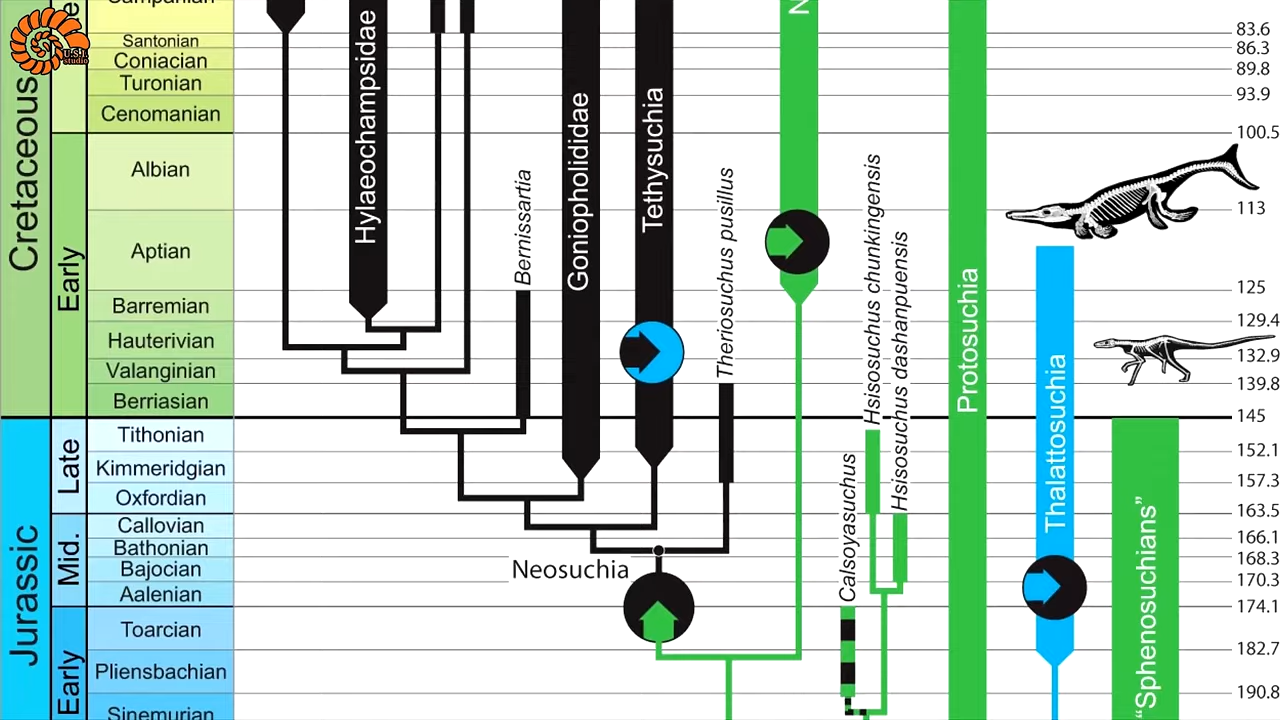 U.S.T.
studio
Cretaceous
Early
Jurassic
Late
Mid.
Early
Campanian
Santonian
Coniacian
Turonian
Cenomanian
Albian
Aptian
Barremian
Hauterivian
Valanginian
Berriasian
Tithonian
Kimmeridgian
Oxfordian
Callovian
Bathonian
Bajocian
Aalenian
Toarcian
Pliensbachian
Sinemurian
Hylaeochampsidae
Bernissartia
Goniopholididae
Tethysuchia
Theriosuchus pusillus
N
Neosuchia
Calsoyasuchus
Hsisosuchus chunkingensis
Hsisosuchus dashanpuensis
Protosuchia
Thalattosuchia
“Sphenosuchians”
83.6
86.3
89.8
93.9
100.5
113
125
129.4
132.9
139.8
145
152.1
157.3
163.5
166.1
168.3
170.3
174.1
182.7
190.8